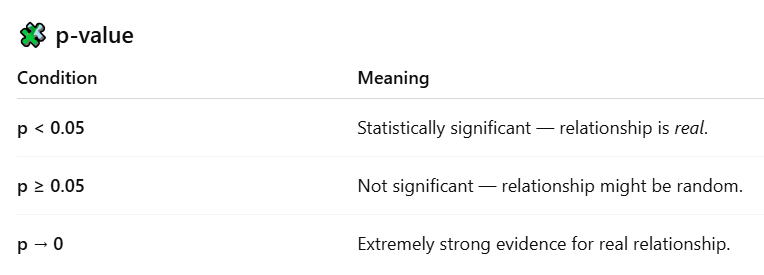 p-value
Condition Meaning
p < 0.05 Statistically significant — relationship is real.
p ≥ 0.05 Not significant — relationship might be random.
p → 0 Extremely strong evidence for real relationship.